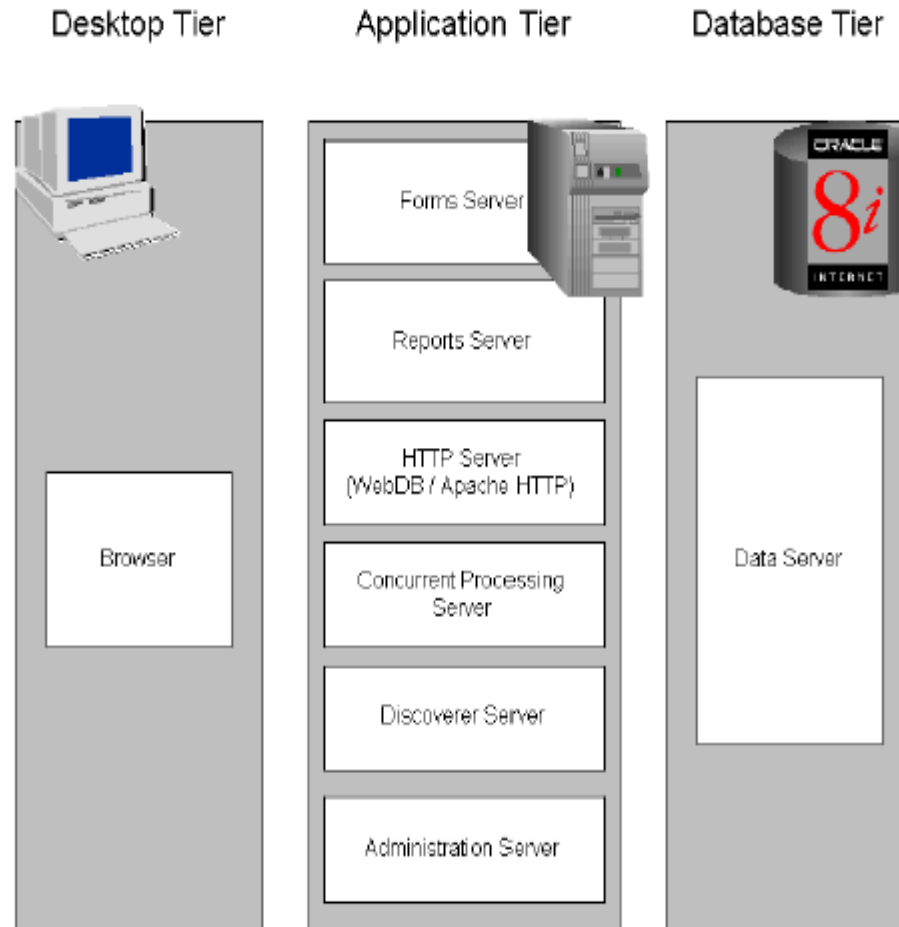 Desktop Tier
Application Tier
Database Tier
Forms Server
Reports Server
HTTP Server
(WebDB / Apache HTTP)
Concurrent Processing
Server
Discoverer Server
Administration Server
Browser
ORACLE
8i
INTERNET
Data Server